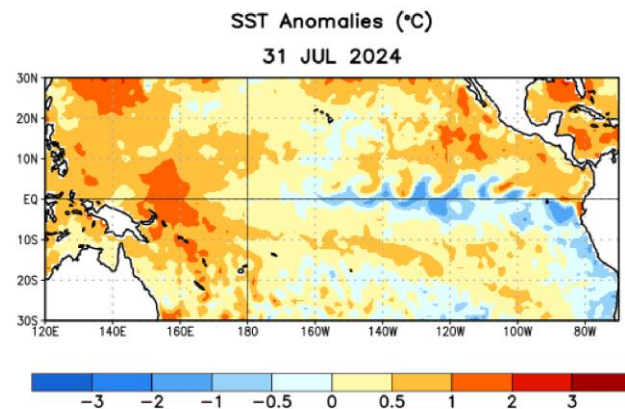 SST Anomalies (°C)
31 JUL 2024
30N
20N
10N
EQ
10S
20S
30S
120E 140E 160E 180 160W 140W 120W 100W 80W
-3 -2 -1 -0.5 0 0.5 1 2 3